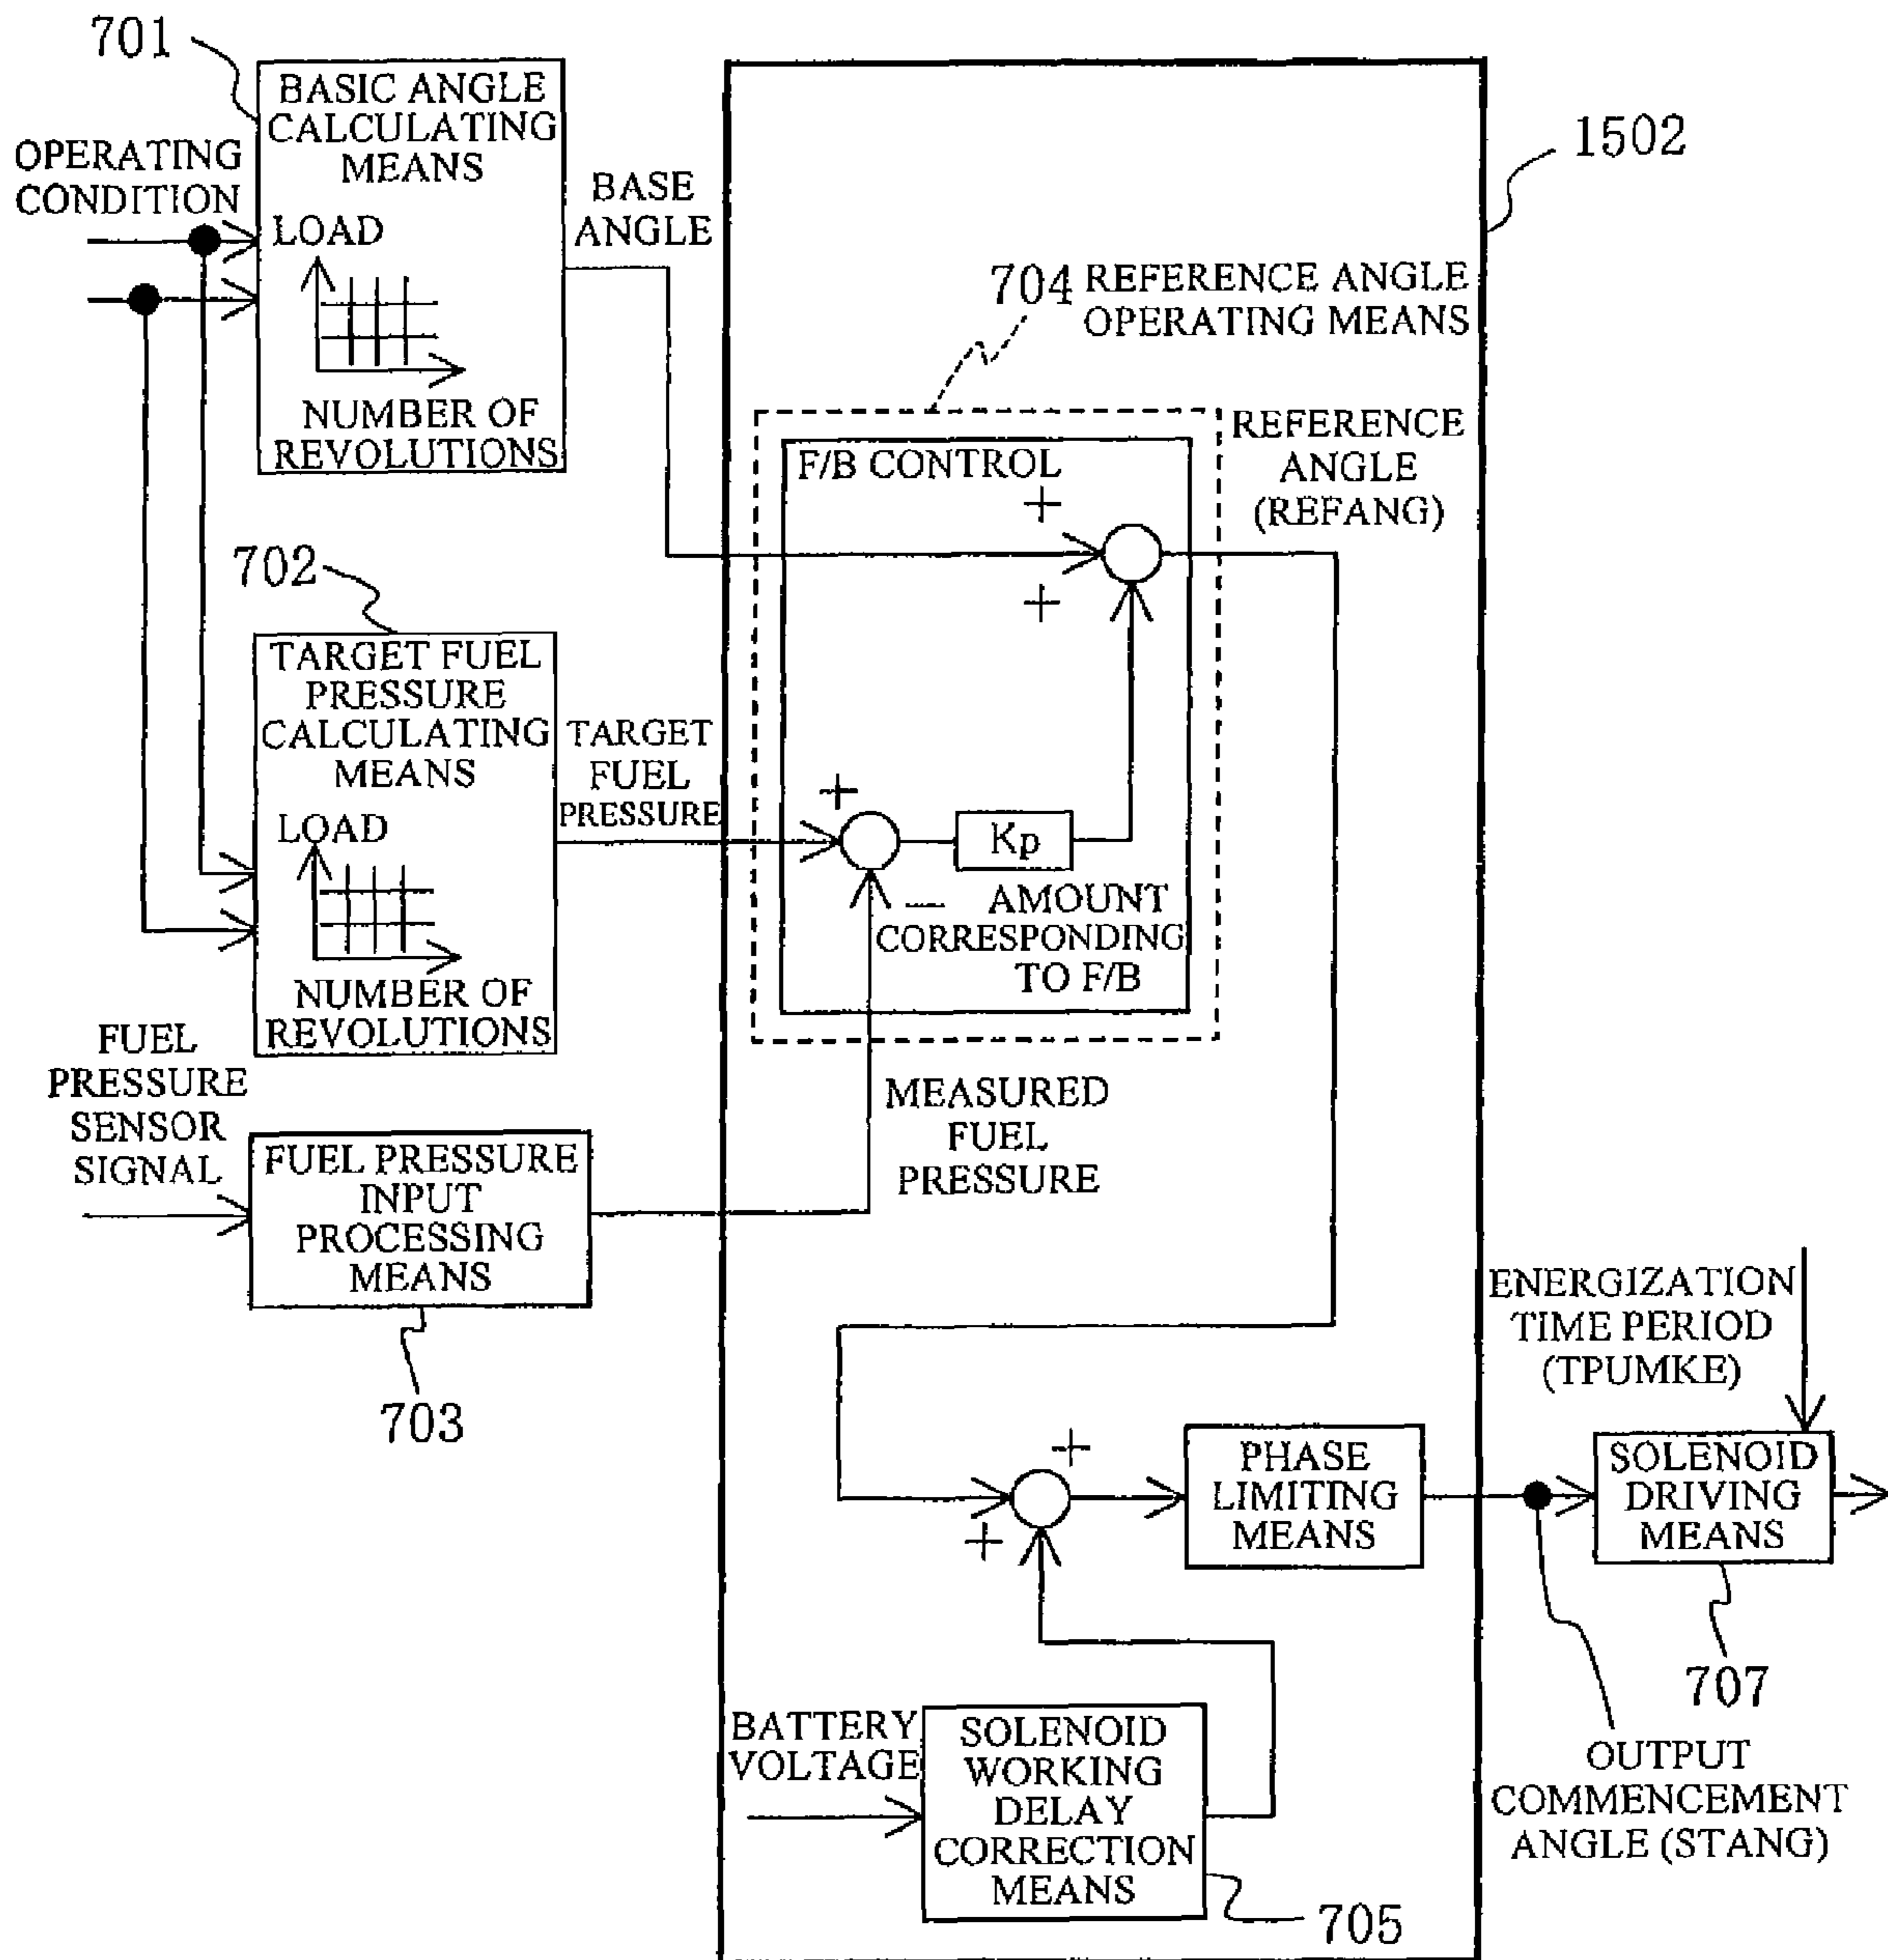 701
BASIC ANGLE
CALCULATING
MEANS
OPERATING
CONDITION
LOAD
NUMBER OF
REVOLUTIONS
BASE
ANGLE
1502
704
REFERENCE ANGLE
OPERATING MEANS
F/B CONTROL
+
+
REFERENCE
ANGLE
(REFANG)
702
TARGET FUEL
PRESSURE
CALCULATING
MEANS
LOAD
NUMBER OF
REVOLUTIONS
TARGET
FUEL
PRESSURE
+
Kp
— AMOUNT
CORRESPONDING
TO F/B
FUEL
PRESSURE
SENSOR
SIGNAL
FUEL PRESSURE
INPUT
PROCESSING
MEANS
703
MEASURED
FUEL
PRESSURE
ENERGIZATION
TIME PERIOD
(TPUMKE)
+
+
PHASE
LIMITING
MEANS
SOLENOID
DRIVING
MEANS
707
BATTERY
VOLTAGE
SOLENOID
WORKING
DELAY
CORRECTION
MEANS
705
OUTPUT
COMMENCEMENT
ANGLE (STANG)